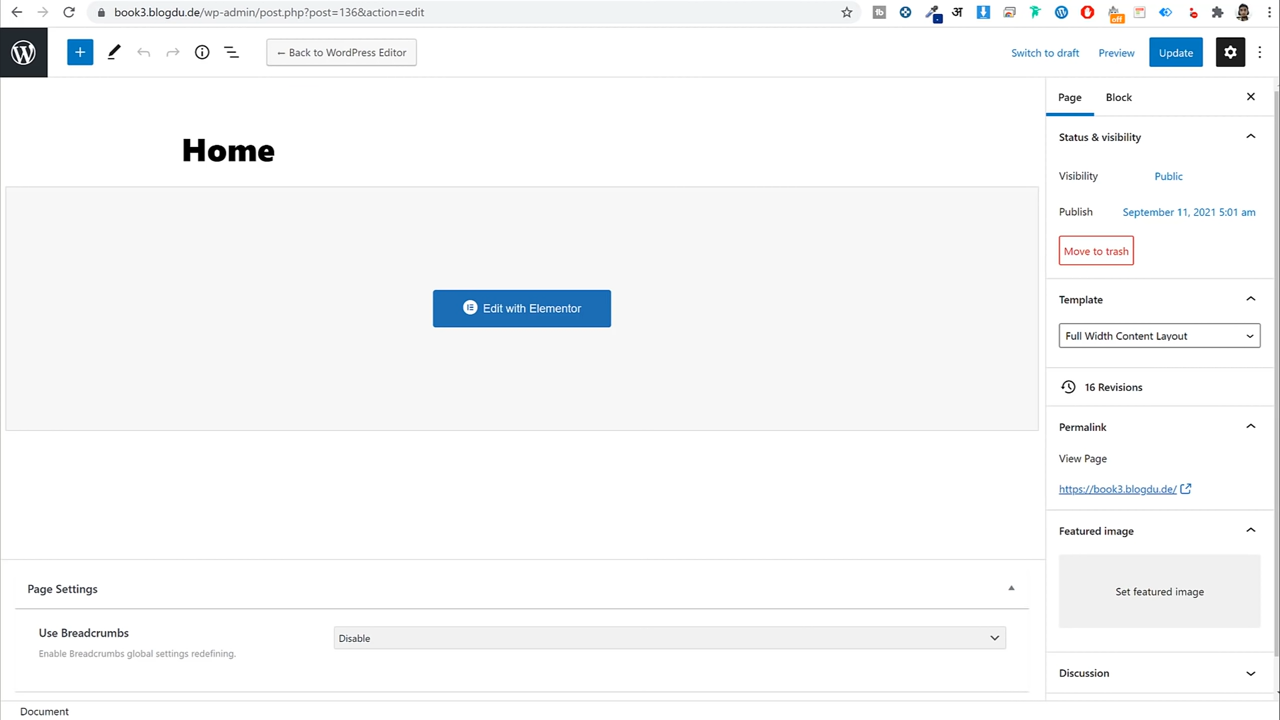 book3.blogdu.de/wp-admin/post.php?post=136&action=edit
अ
off
← Back to WordPress Editor
Switch to draft
Preview
Update
Page
Block
Home
Edit with Elementor
Status & visibility
Visibility
Public
Publish
September 11, 2021 5:01 am
Move to trash
Template
Full Width Content Layout
16 Revisions
Permalink
View Page
https://book3.blogdu.de/
Featured image
Set featured image
Discussion
Page Settings
Use Breadcrumbs
Disable
Enable Breadcrumbs global settings redefining.
Document